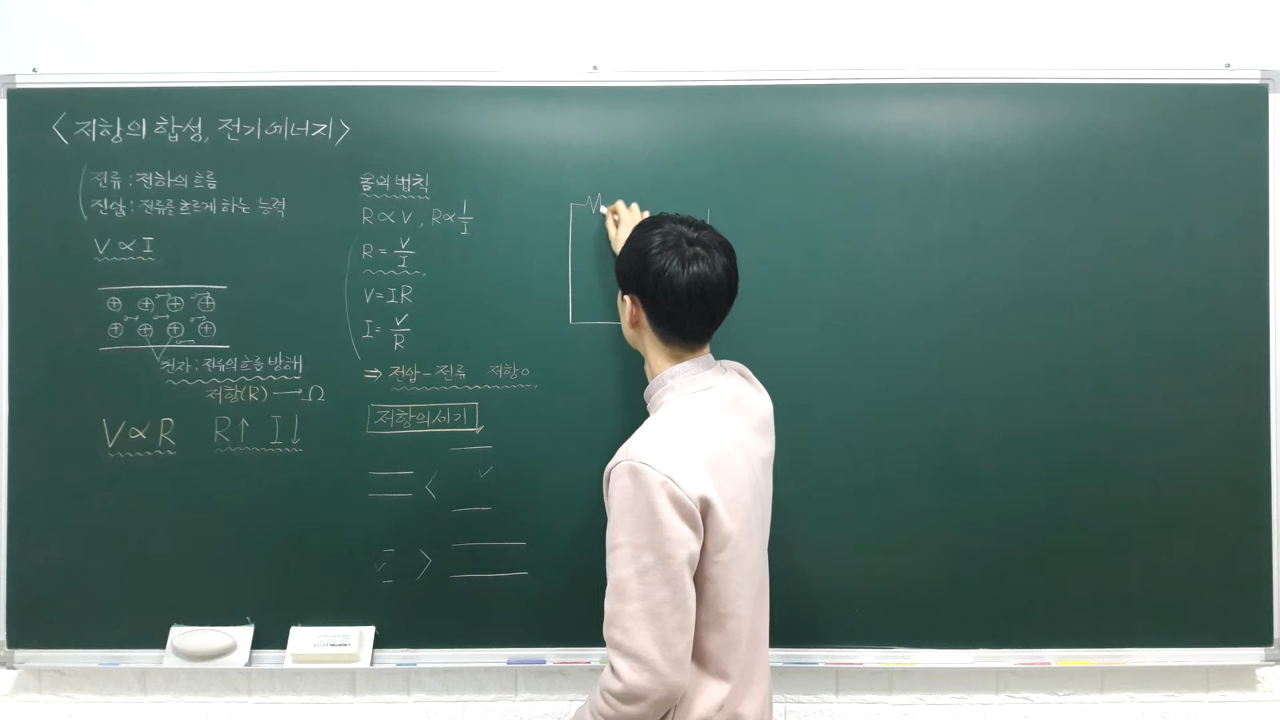 <저항의 합성, 전기에너지>
전류 : 전하의 흐름
전압 : 전류를 흐르게 하는 능력
V ∝ I
⊕ ⊕ ⊕ ⊕
⊕ ⊕ ⊕ ⊕
원자 : 전류의 흐름 방해
저항(R) → Ω
V ∝ R R↑ I↓
옴의 법칙
R ∝ V , R ∝ 1/I
R = V/I
V = IR
I = V/R
⇒ 전압 - 전류 저항○
저항의 세기
<
>